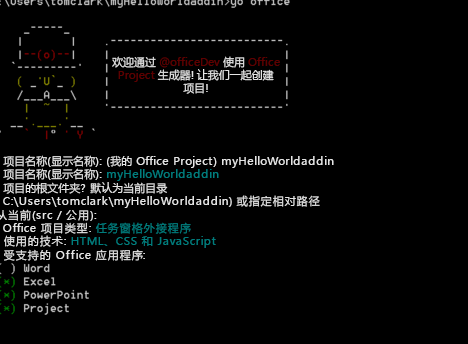 C:\Users\tomclark\myHelloWorldaddin>yo office
欢迎通过 @officeDev 使用 Office
Project 生成器! 让我们一起创建
项目!
项目名称(显示名称): (我的 Office Project) myHelloWorldaddin
项目名称(显示名称): myHelloWorldaddin
项目的根文件夹? 默认为当前目录
C:\Users\tomclark\myHelloWorldaddin) 或指定相对路径
从当前(src / 公用):
Office 项目类型: 任务窗格外接程序
使用的技术: HTML、CSS 和 JavaScript
受支持的 Office 应用程序:
( ) Word
(*) Excel
(*) PowerPoint
(*) Project